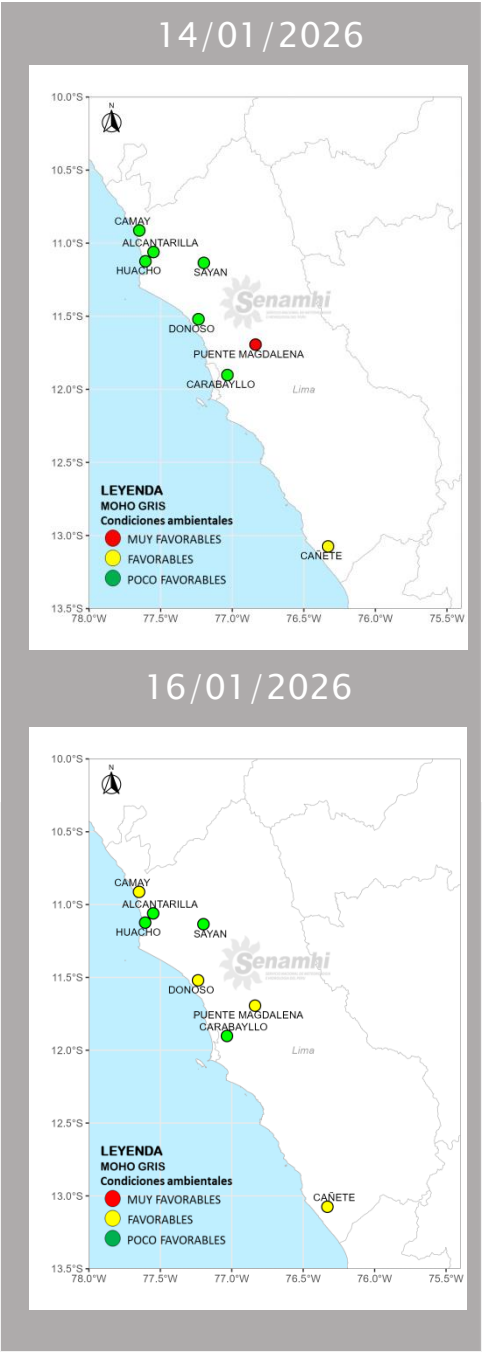 14/01/2026
10.0°S
N
10.5°S
CAMAY
11.0°S
ALCANTARILLA
HUACHO
SAYAN
Senamhi
11.5°S
DONOSO
PUENTE MAGDALENA
12.0°S
CARABAYLLO
Lima
12.5°S
LEYENDA
MOHO GRIS
Condiciones ambientales
13.0°S
MUY FAVORABLES
CAÑETE
FAVORABLES
POCO FAVORABLES
13.5°S
78.0°W 77.5°W 77.0°W 76.5°W 76.0°W 75.5°W
16/01/2026
10.0°S
N
10.5°S
CAMAY
11.0°S
ALCANTARILLA
HUACHO
SAYAN
Senamhi
11.5°S
DONOSO
PUENTE MAGDALENA
CARABAYLLO
12.0°S
Lima
12.5°S
LEYENDA
MOHO GRIS
Condiciones ambientales
13.0°S
CAÑETE
MUY FAVORABLES
FAVORABLES
POCO FAVORABLES
13.5°S
78.0°W 77.5°W 77.0°W 76.5°W 76.0°W 75.5°W